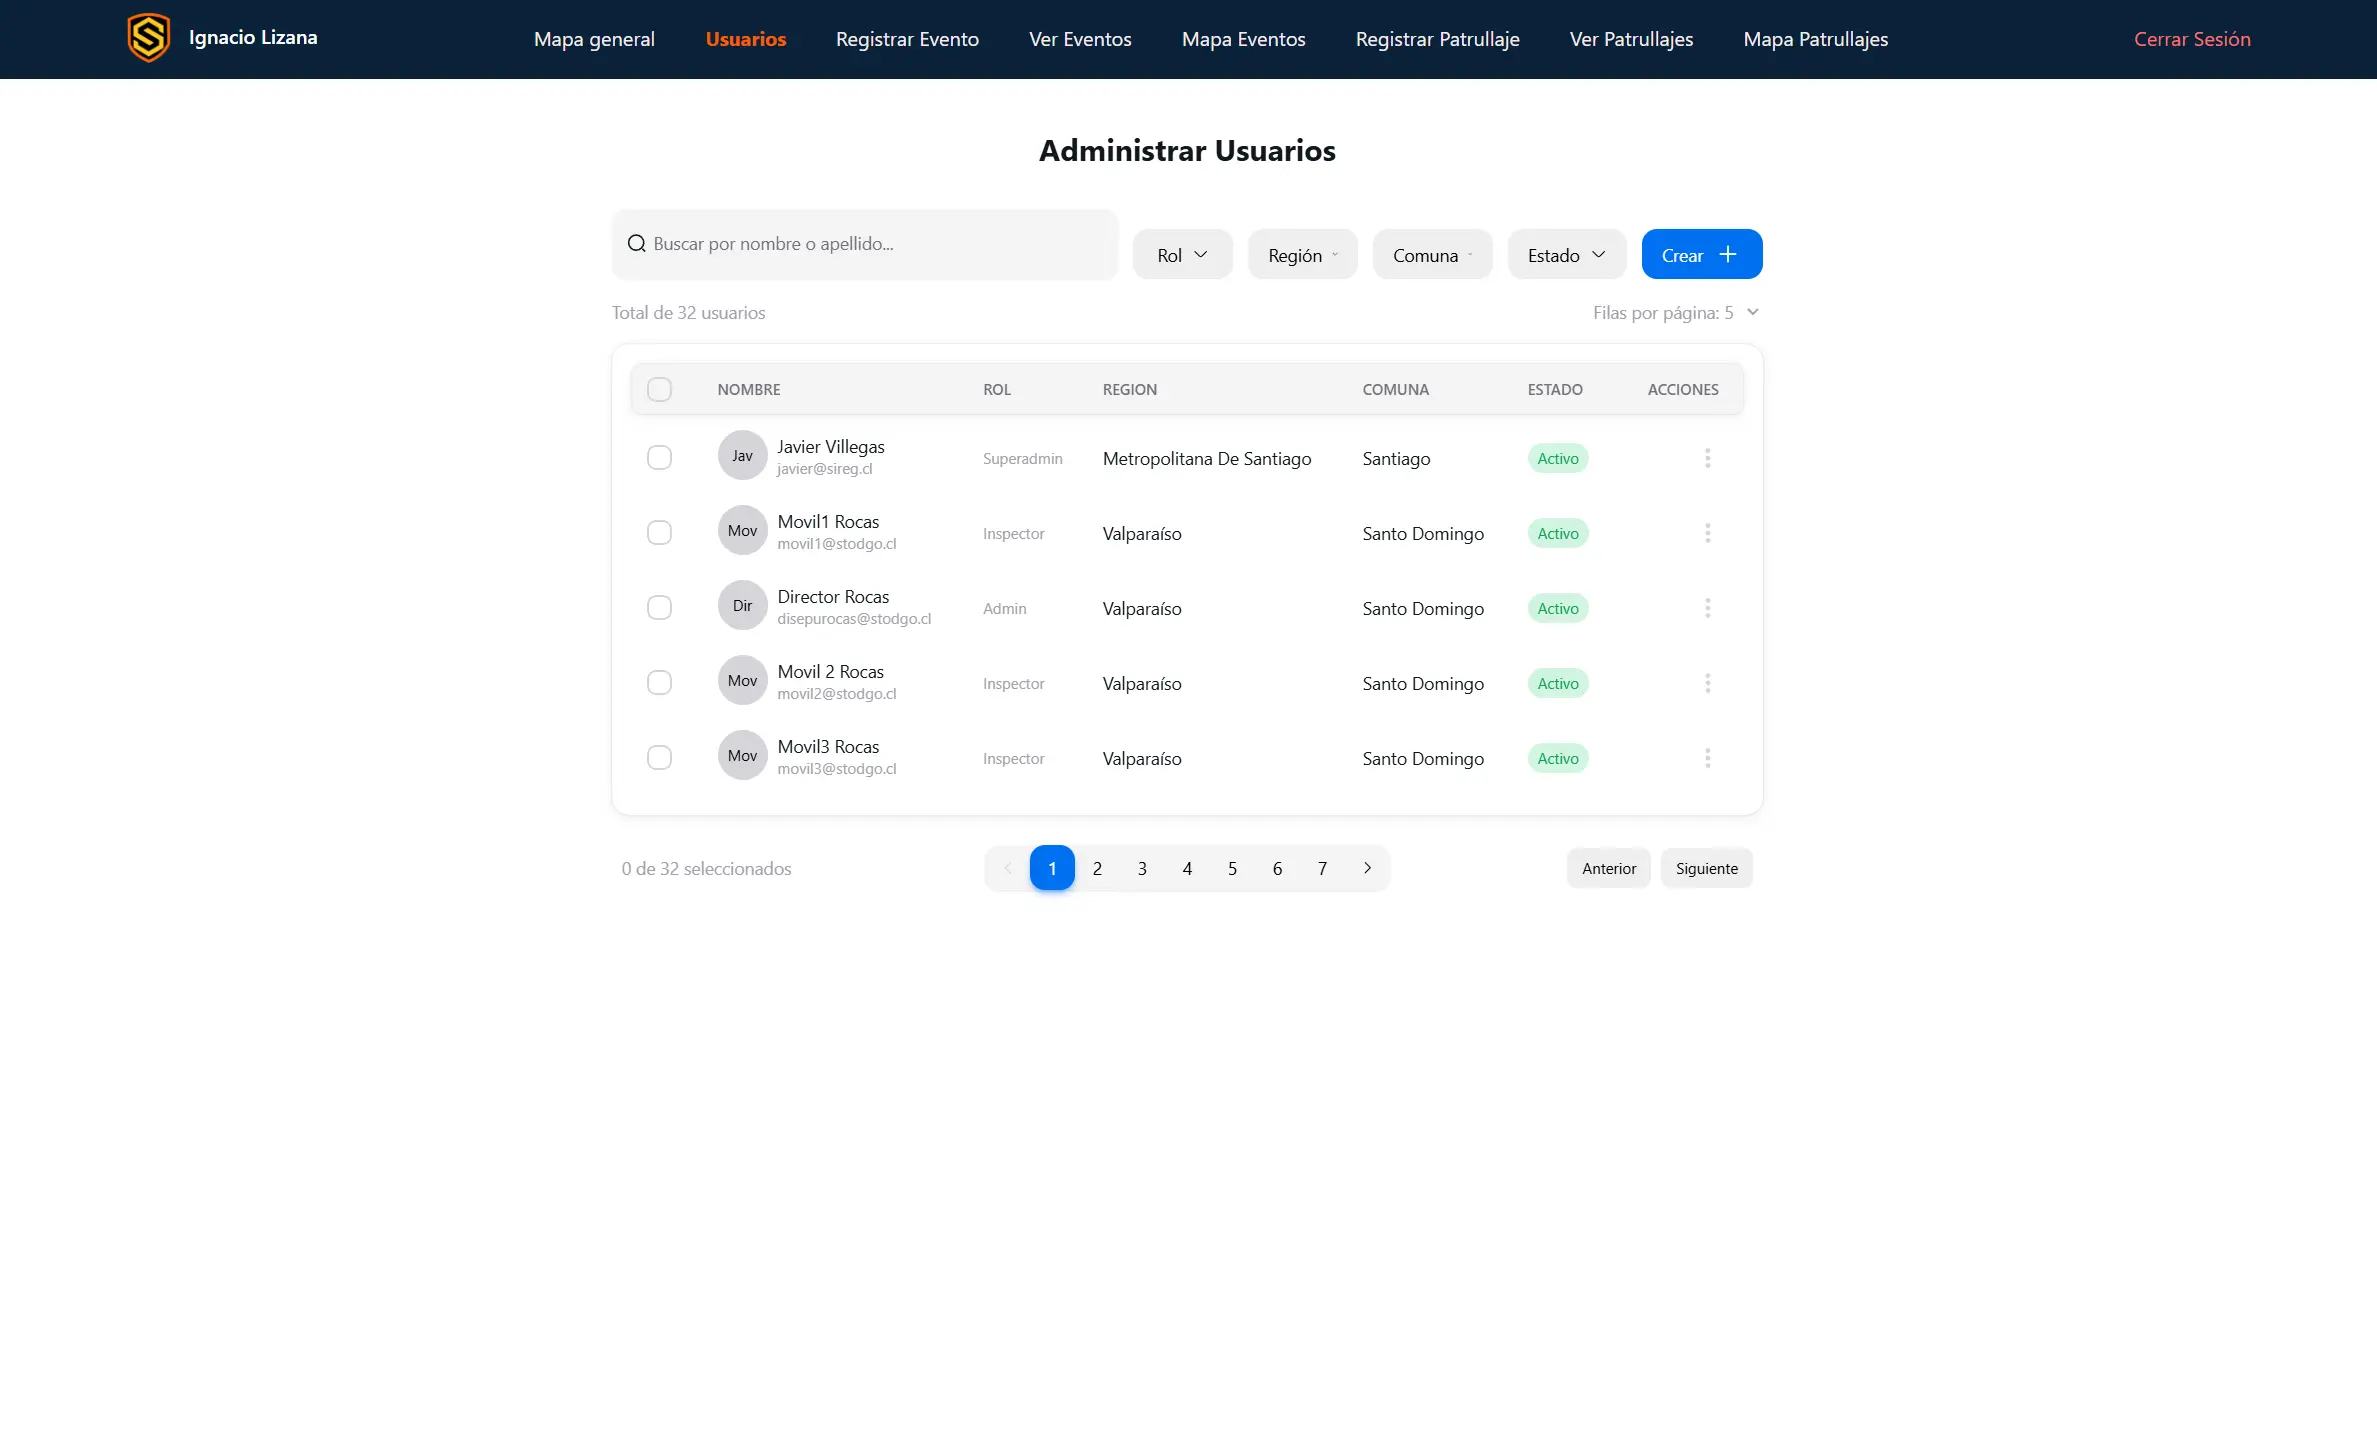 Ignacio Lizana
Mapa general Usuarios Registrar Evento Ver Eventos Mapa Eventos Registrar Patrullaje Ver Patrullajes Mapa Patrullajes Cerrar Sesión
Administrar Usuarios
Buscar por nombre o apellido... Rol Región Comuna Estado Crear
Total de 32 usuarios Filas por página: 5
NOMBRE ROL REGION COMUNA ESTADO ACCIONES
Jav Javier Villegas Superadmin Metropolitana De Santiago Santiago Activo
javier@sireg.cl
Mov Movil1 Rocas Inspector Valparaíso Santo Domingo Activo
movil1@stodgo.cl
Dir Director Rocas Admin Valparaíso Santo Domingo Activo
disepurocas@stodgo.cl
Mov Movil 2 Rocas Inspector Valparaíso Santo Domingo Activo
movil2@stodgo.cl
Mov Movil3 Rocas Inspector Valparaíso Santo Domingo Activo
movil3@stodgo.cl
0 de 32 seleccionados 1 2 3 4 5 6 7 Anterior Siguiente